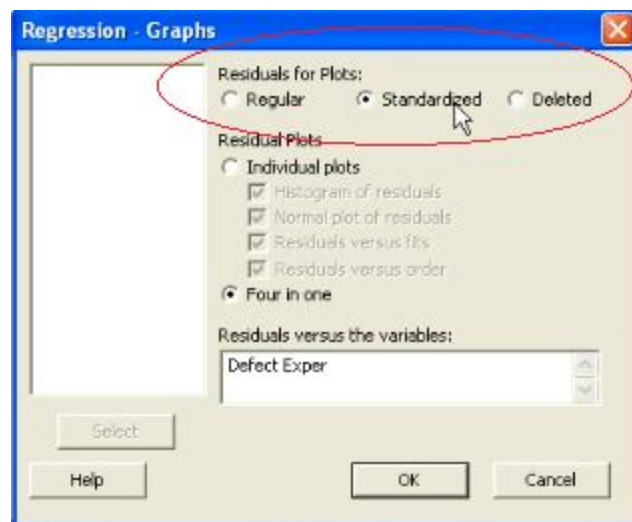 Regression - Graphs
Residuals for Plots:
Regular Standardized Deleted
Residual Plots
Individual plots
Histogram of residuals
Normal plot of residuals
Residuals versus fits
Residuals versus order
Four in one
Residuals versus the variables:
Defect Exper
Select
Help OK Cancel